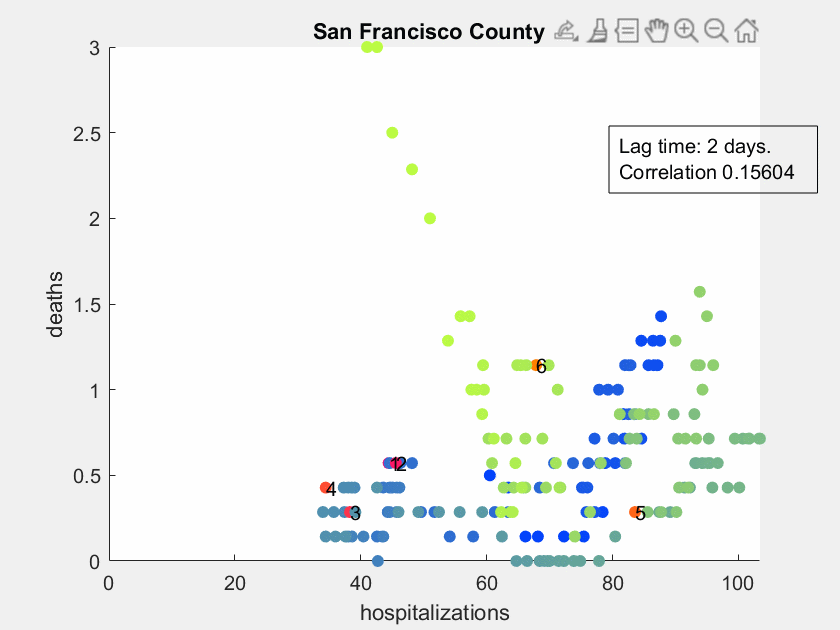 San Francisco County
3
2.5
2
1.5
1
0.5
0
deaths
Lag time: 2 days.
Correlation 0.15604
6
1 2
4
3
5
0 20 40 60 80 100
hospitalizations